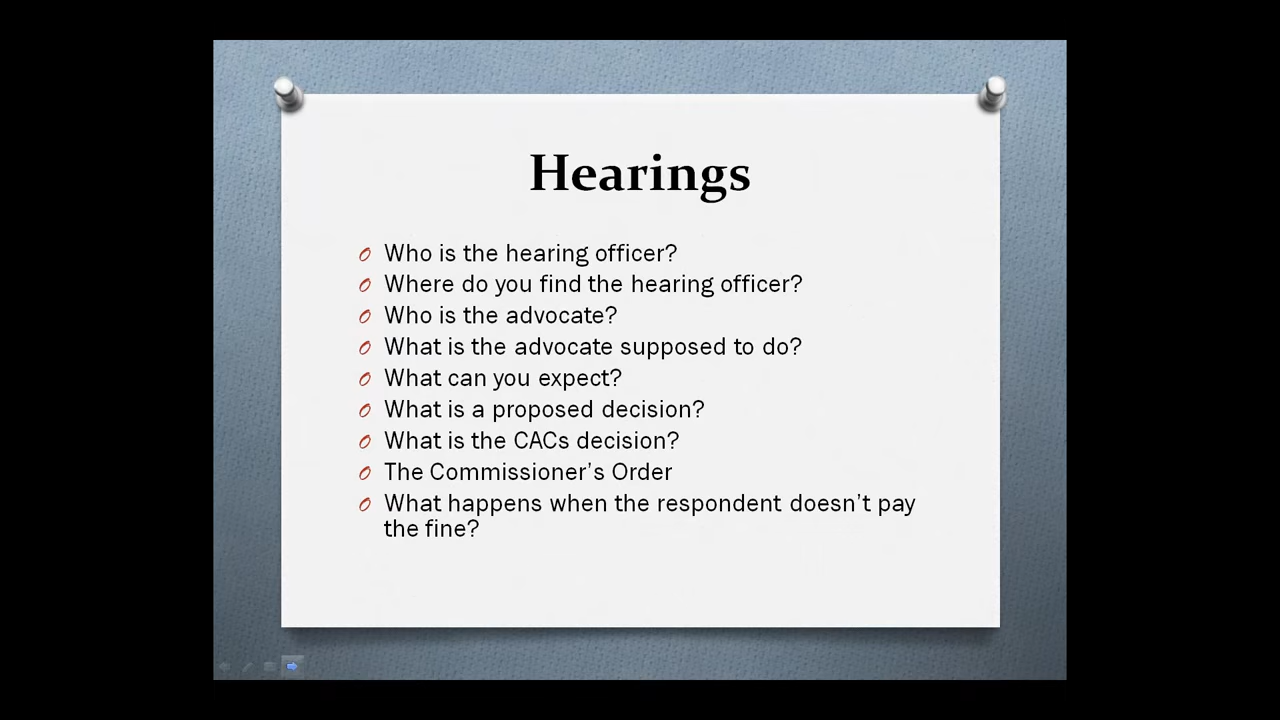 Hearings
Who is the hearing officer?
Where do you find the hearing officer?
Who is the advocate?
What is the advocate supposed to do?
What can you expect?
What is a proposed decision?
What is the CACs decision?
The Commissioner’s Order
What happens when the respondent doesn’t pay
the fine?